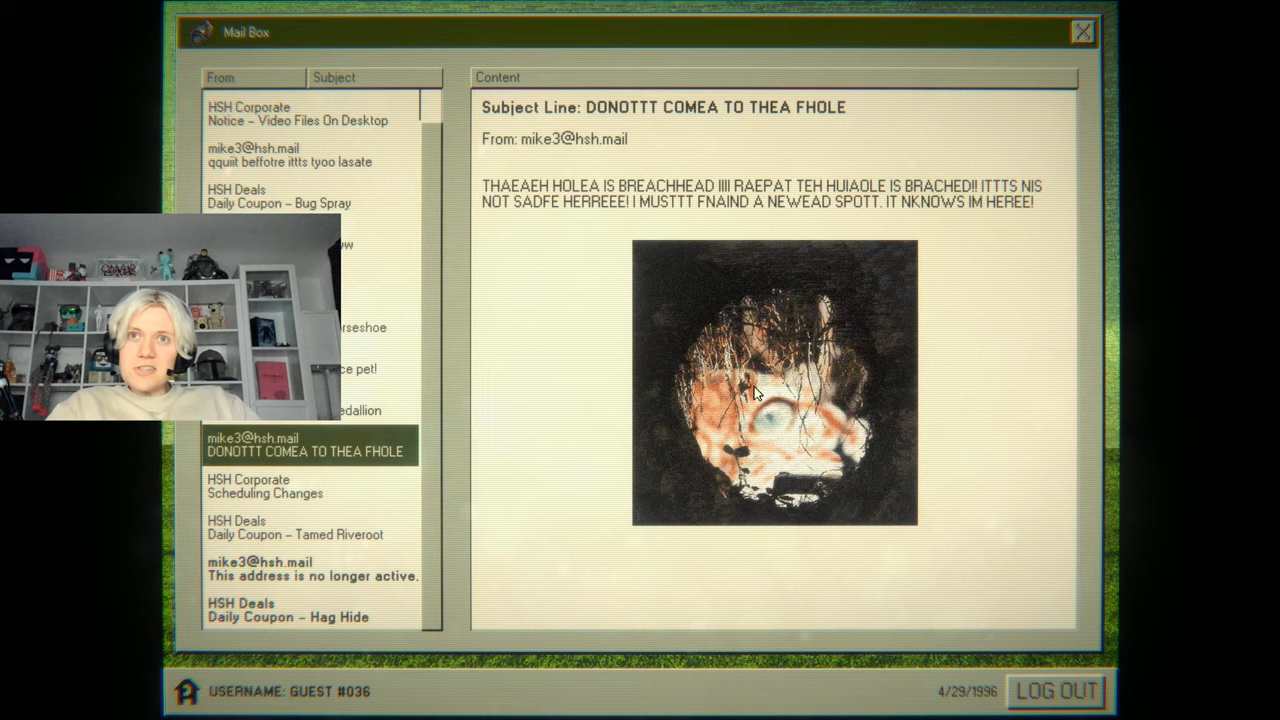 Mail Box
From
Subject
Content
HSH Corporate
Notice – Video Files On Desktop
mike3@hsh.mail
qquiit beffotre ittts tyoo lasate
HSH Deals
Daily Coupon – Bug Spray
rseshoe
ce pet!
edallion
mike3@hsh.mail
DONOTTT COMEA TO THEA FHOLE
HSH Corporate
Scheduling Changes
HSH Deals
Daily Coupon – Tamed Riveroot
mike3@hsh.mail
This address is no longer active.
HSH Deals
Daily Coupon – Hag Hide
Subject Line: DONOTTT COMEA TO THEA FHOLE
From: mike3@hsh.mail
THAEAEH HOLEA IS BREACHHEAD IIII RAEPAT TEH HUIAOLE IS BRACHED!! ITTTS NIS
NOT SADFE HERREEE! I MUSTTT FNAIND A NEWEAD SPOTT. IT NKNOWS IM HEREE!
USERNAME: GUEST #036
4/29/1996
LOG OUT